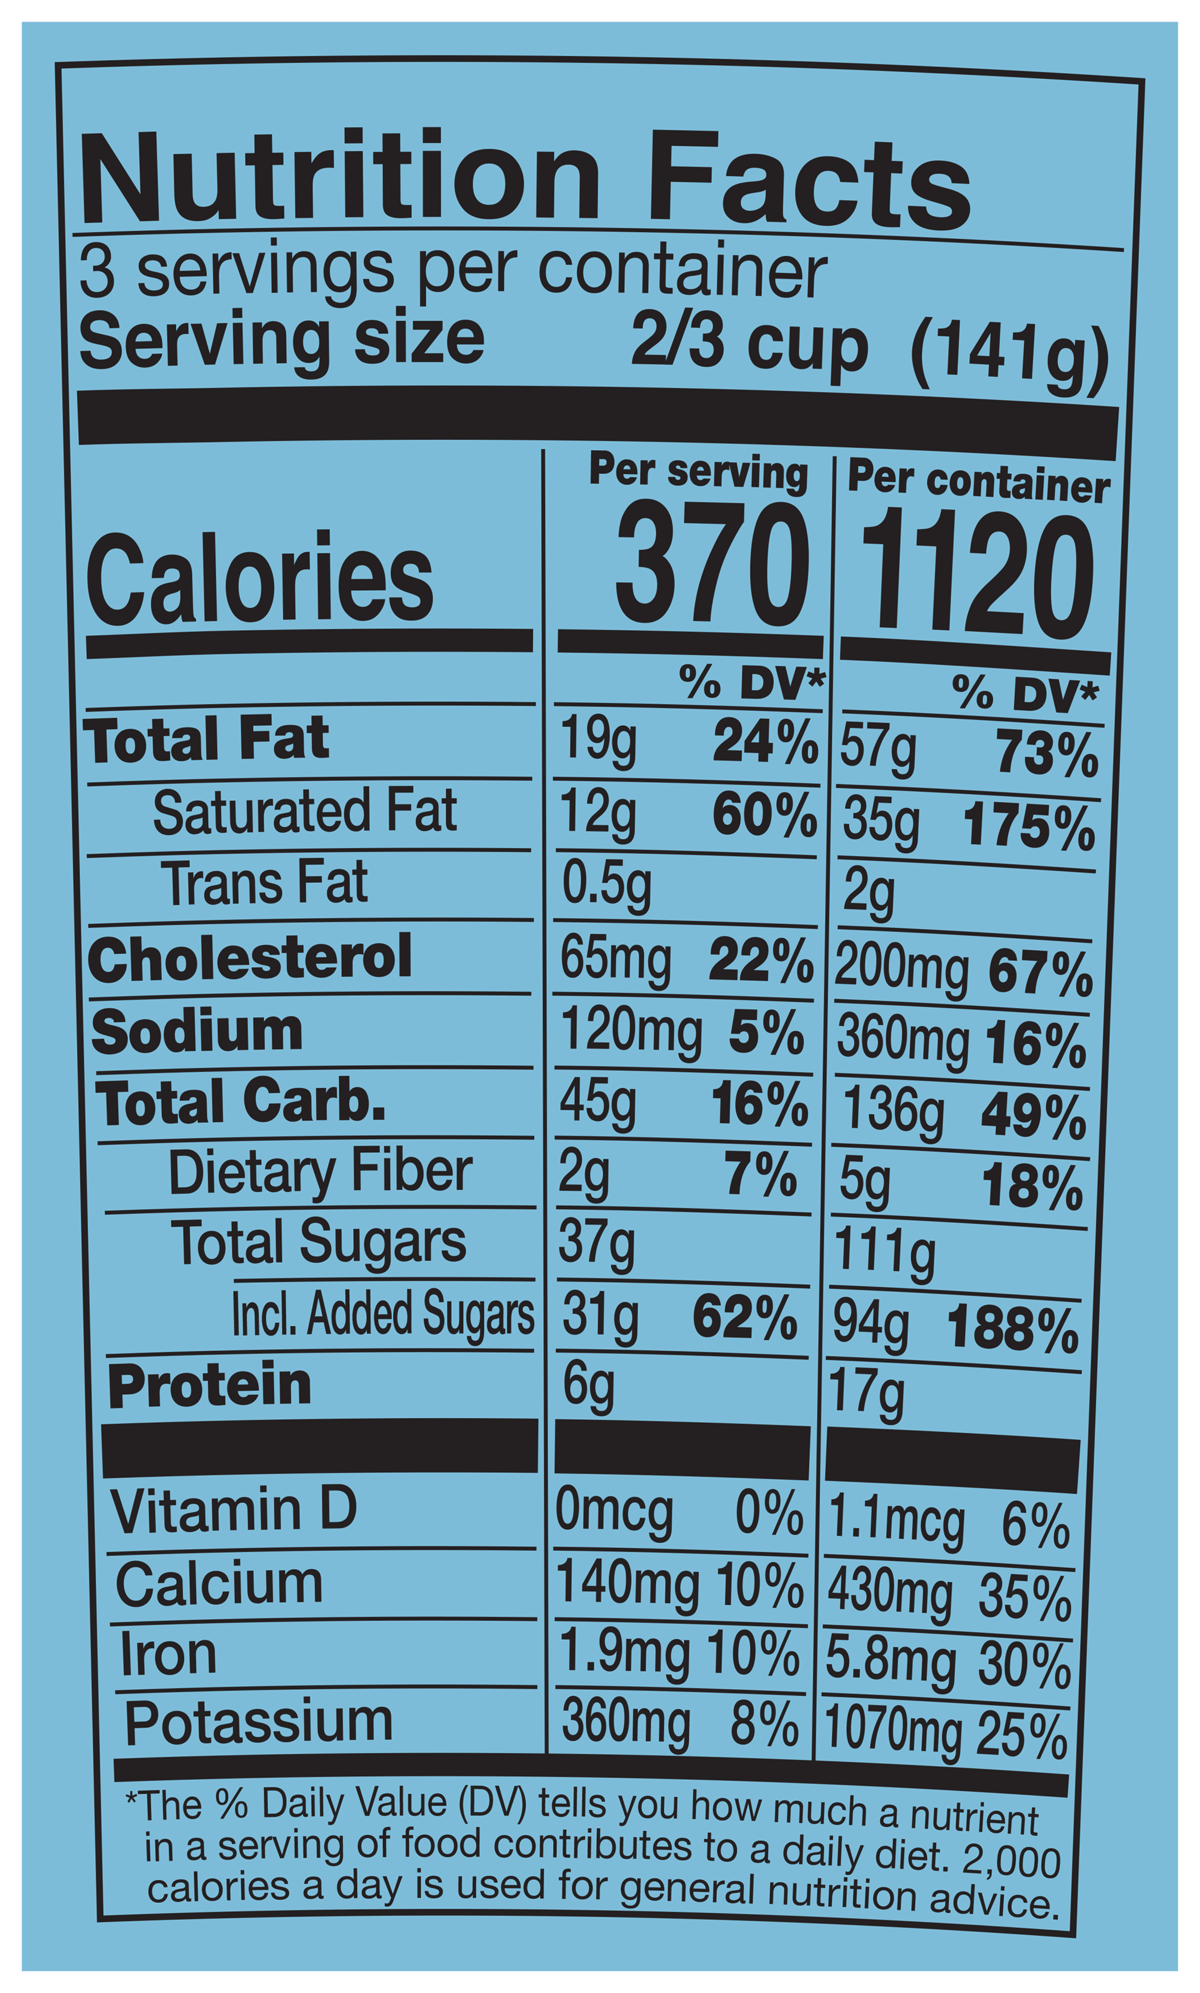 Nutrition Facts
3 servings per container
Serving size 2/3 cup (141g)
Per serving Per container
Calories 370 1120
% DV* % DV*
Total Fat 19g 24% 57g 73%
Saturated Fat 12g 60% 35g 175%
Trans Fat 0.5g 2g
Cholesterol 65mg 22% 200mg 67%
Sodium 120mg 5% 360mg 16%
Total Carb. 45g 16% 136g 49%
Dietary Fiber 2g 7% 5g 18%
Total Sugars 37g 111g
Incl. Added Sugars 31g 62% 94g 188%
Protein 6g 17g
Vitamin D 0mcg 0% 1.1mcg 6%
Calcium 140mg 10% 430mg 35%
Iron 1.9mg 10% 5.8mg 30%
Potassium 360mg 8% 1070mg 25%
*The % Daily Value (DV) tells you how much a nutrient
in a serving of food contributes to a daily diet. 2,000
calories a day is used for general nutrition advice.